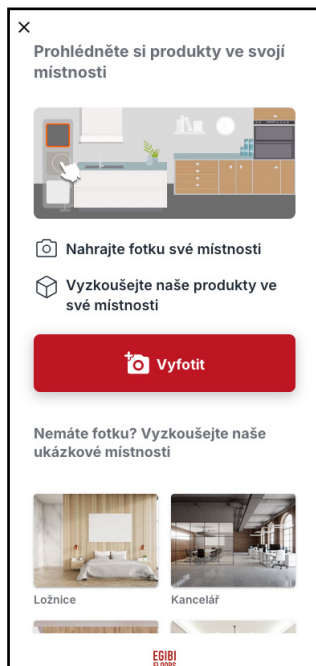 Prohlédněte si produkty ve svojí
místnosti
Nahrajte fotku své místnosti
Vyzkoušejte naše produkty ve
své místnosti
Vyfotit
Nemáte fotku? Vyzkoušejte naše
ukázkové místnosti
Ložnice
Kancelář
EGIBI
FLOORS